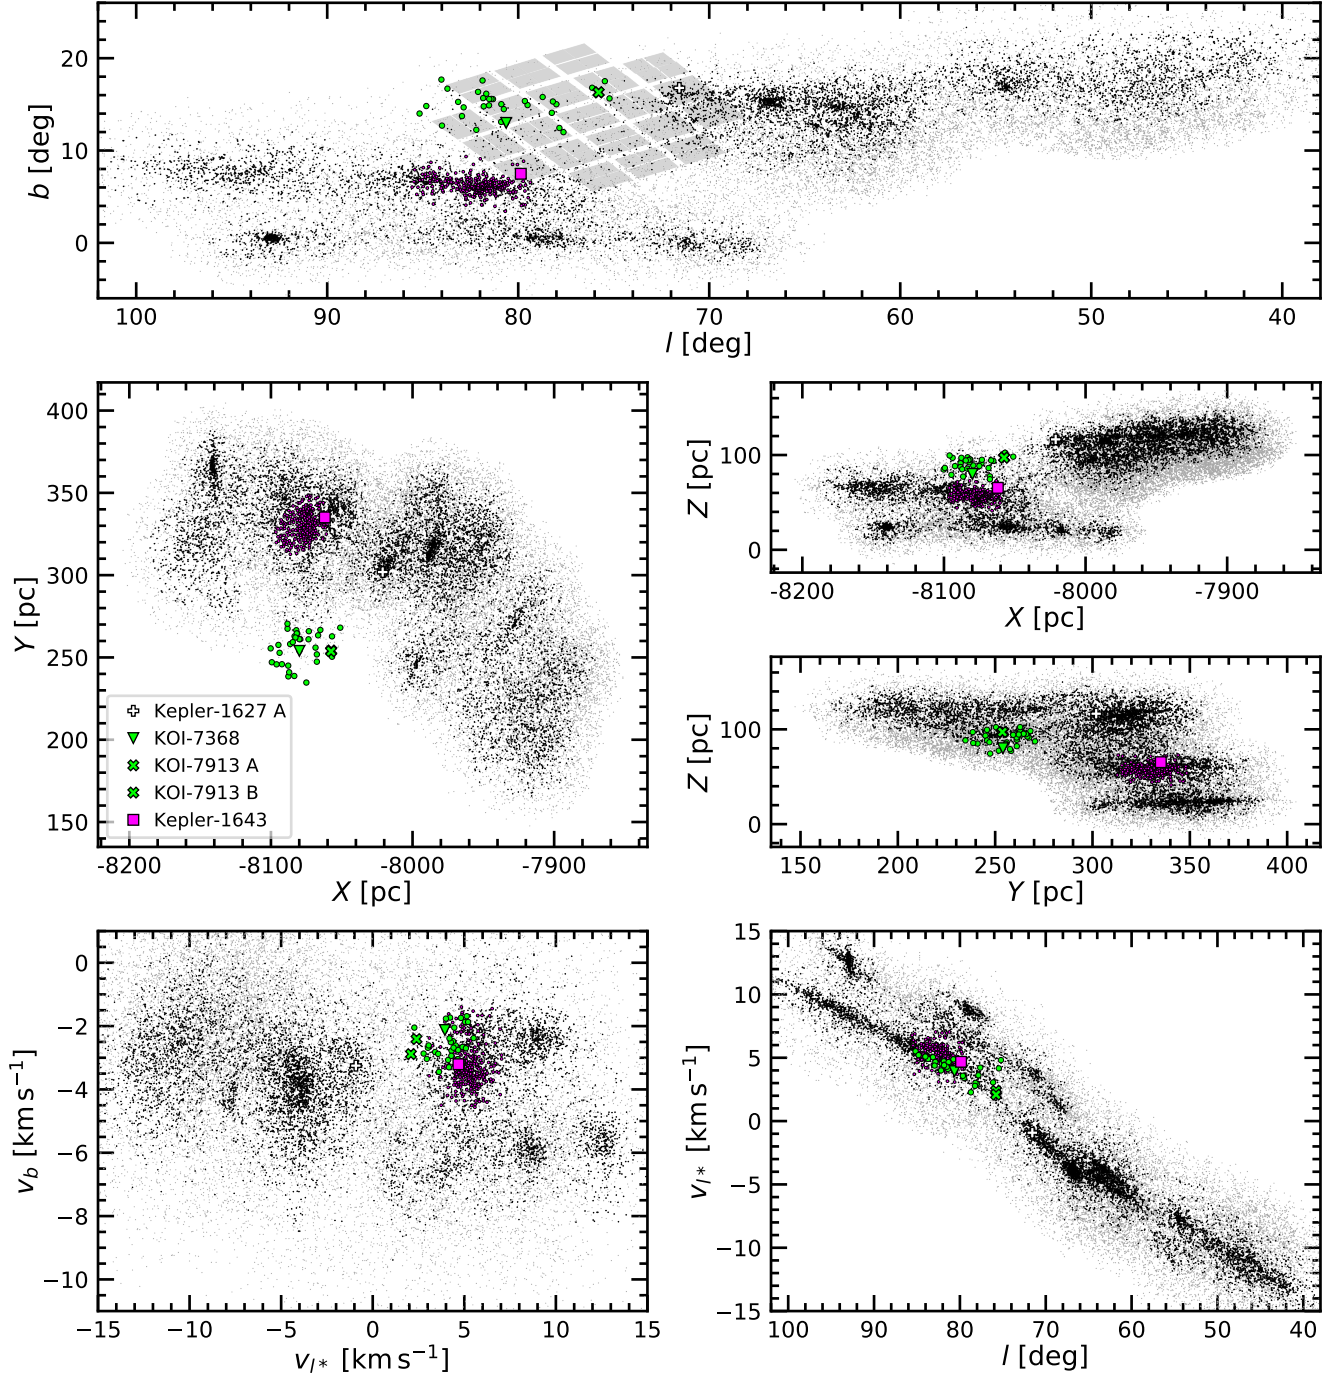 20
10
0
b [deg]
100 90 80 70 60 50 40
l [deg]
400
350
300
250
200
150
Y [pc]
Kepler-1627 A
KOI-7368
KOI-7913 A
KOI-7913 B
Kepler-1643
-8200 -8100 -8000 -7900
X [pc]
100
0
Z [pc]
-8200 -8100 -8000 -7900
X [pc]
100
0
Z [pc]
150 200 250 300 350 400
Y [pc]
0
−2
−4
−6
−8
−10
v_b [km s⁻¹]
−15 −10 −5 0 5 10 15
v_{l*} [km s⁻¹]
15
10
5
0
−5
−10
−15
v_{l*} [km s⁻¹]
100 90 80 70 60 50 40
l [deg]